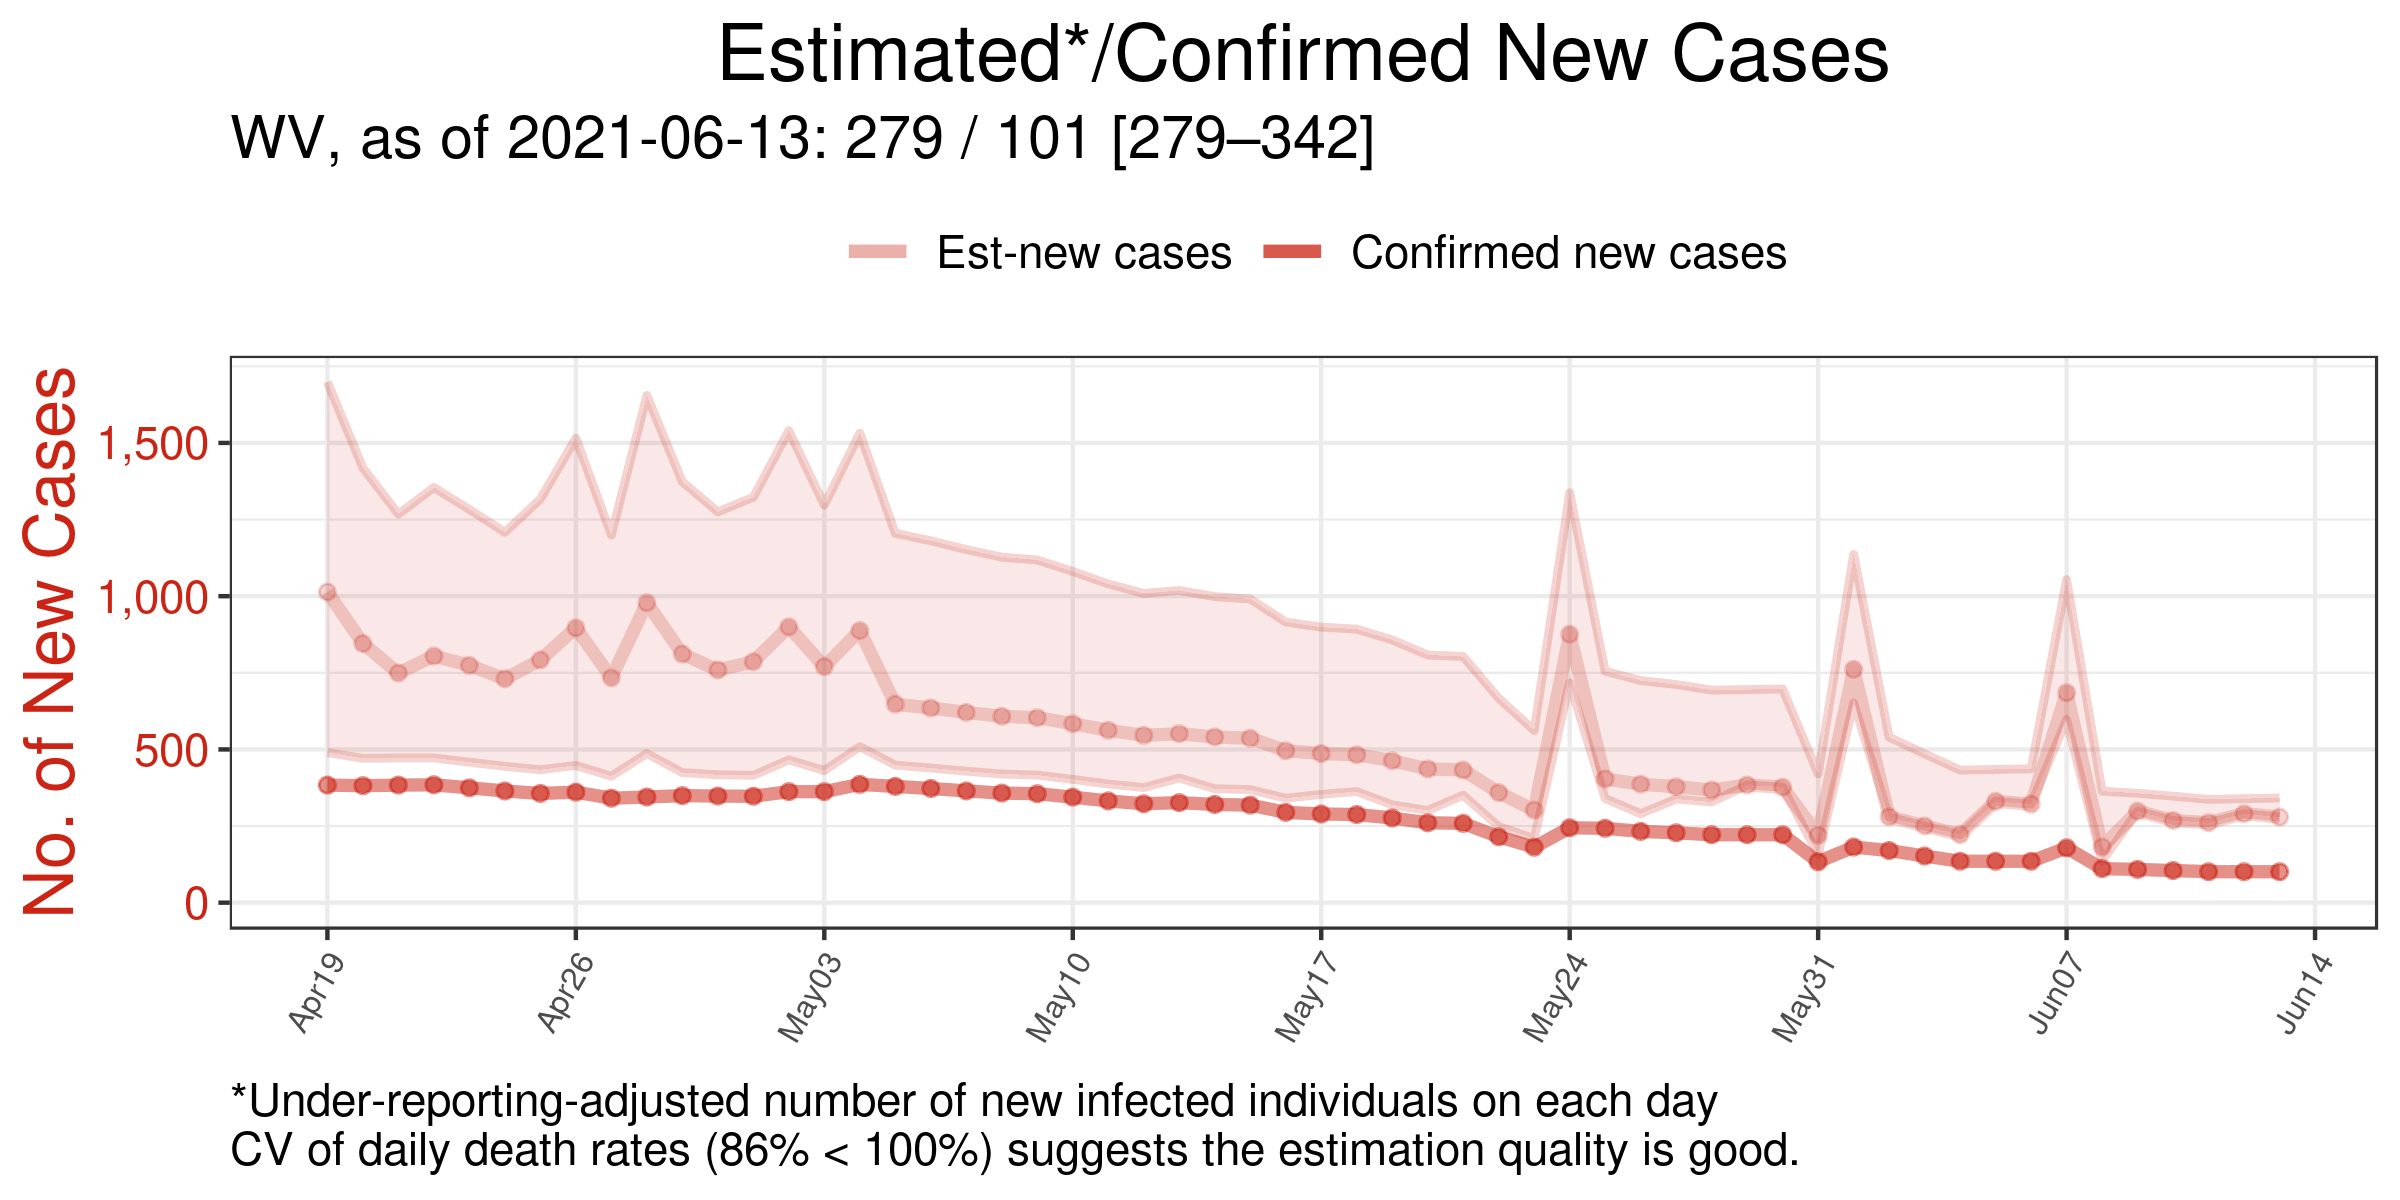 Estimated*/Confirmed New Cases
WV, as of 2021-06-13: 279 / 101 [279–342]
Est-new cases
Confirmed new cases
No. of New Cases
1,500
1,000
500
0
Apr19
Apr26
May03
May10
May17
May24
May31
Jun07
Jun14
*Under-reporting-adjusted number of new infected individuals on each day
CV of daily death rates (86% < 100%) suggests the estimation quality is good.